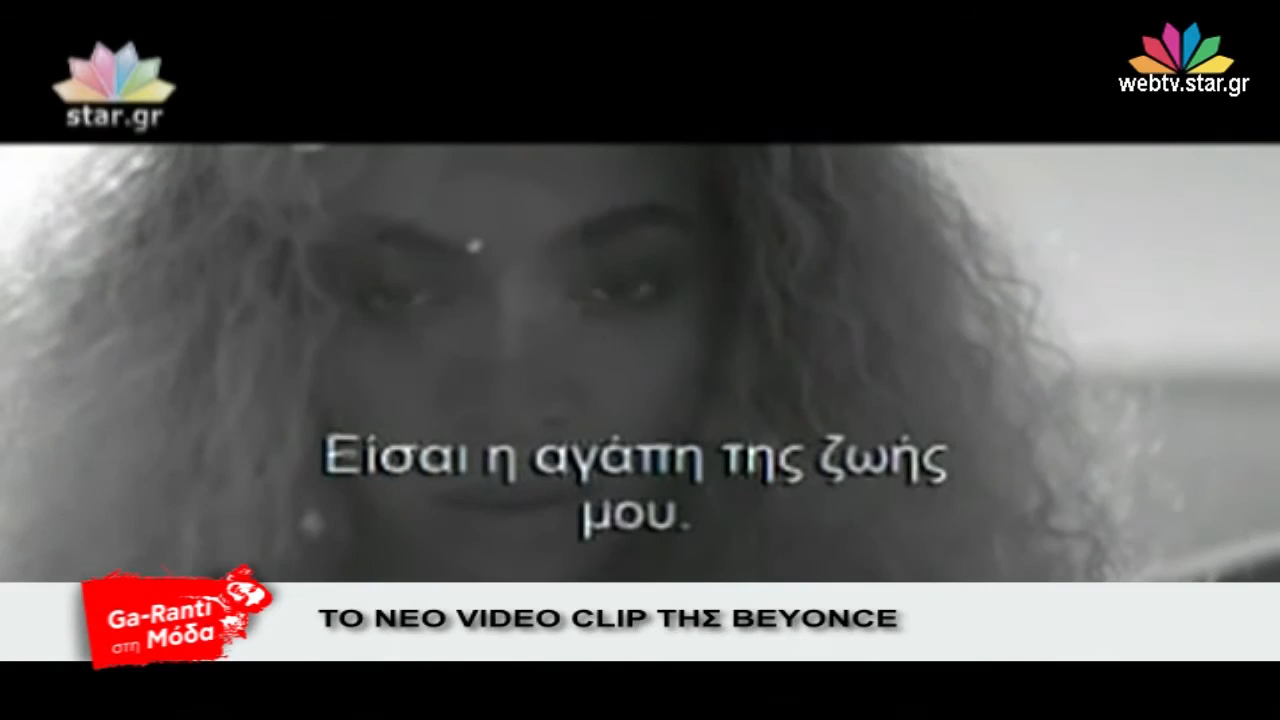 star.gr
webtv.star.gr
Είσαι η αγάπη της ζωής
μου.
Ga-Ranti
στη Μόδα
ΤΟ ΝΕΟ VIDEO CLIP ΤΗΣ BEYONCE